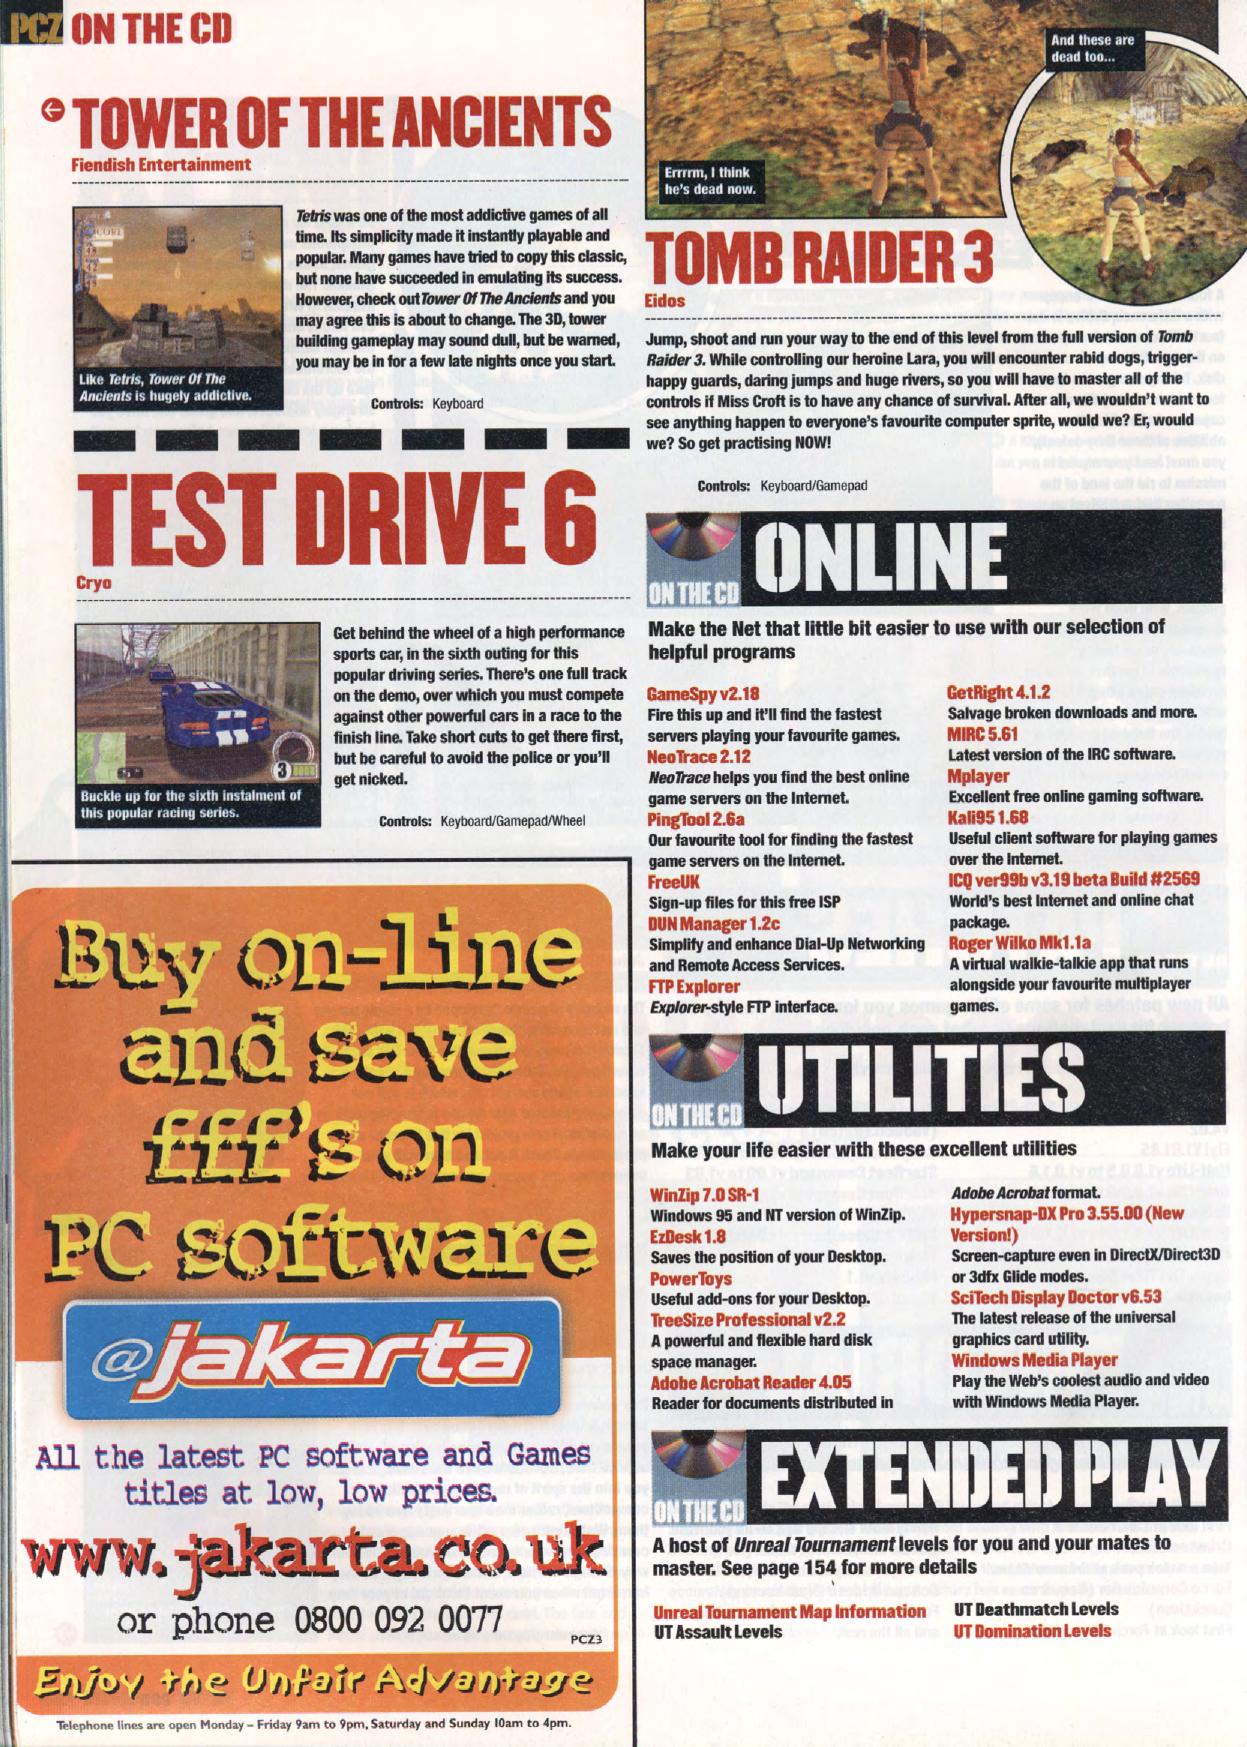 PCZ ON THE CD
TOWER OF THE ANCIENTS
Fiendish Entertainment
Like Tetris, Tower Of The
Ancients is hugely addictive.
Tetris was one of the most addictive games of all
time. Its simplicity made it instantly playable and
popular. Many games have tried to copy this classic,
but none have succeeded in emulating its success.
However, check out Tower Of The Ancients and you
may agree this is about to change. The 3D, tower
building gameplay may sound dull, but be warned,
you may be in for a few late nights once you start.
Controls: Keyboard
TEST DRIVE 6
Cryo
3
Buckle up for the sixth instalment of
this popular racing series.
Get behind the wheel of a high performance
sports car, in the sixth outing for this
popular driving series. There's one full track
on the demo, over which you must compete
against other powerful cars in a race to the
finish line. Take short cuts to get there first,
but be careful to avoid the police or you'll
get nicked.
Controls: Keyboard/Gamepad/Wheel
Buy on-line
and save
£££'s on
PC software
@jakarta
All the latest PC software and Games
titles at low, low prices.
www.jakarta.co.uk
or phone 0800 092 0077
PCZ3
Enjoy the Unfair Advantage
Telephone lines are open Monday – Friday 9am to 9pm, Saturday and Sunday 10am to 4pm.
Errrrm, I think
he's dead now.
And these are
dead too...
TOMB RAIDER 3
Eidos
Jump, shoot and run your way to the end of this level from the full version of Tomb
Raider 3. While controlling our heroine Lara, you will encounter rabid dogs, trigger-
happy guards, daring jumps and huge rivers, so you will have to master all of the
controls if Miss Croft is to have any chance of survival. After all, we wouldn't want to
see anything happen to everyone's favourite computer sprite, would we? Er, would
we? So get practising NOW!
Controls: Keyboard/Gamepad
ON THE CD
ONLINE
Make the Net that little bit easier to use with our selection of
helpful programs
GameSpy v2.18
Fire this up and it'll find the fastest
servers playing your favourite games.
NeoTrace 2.12
NeoTrace helps you find the best online
game servers on the Internet.
PingTool 2.6a
Our favourite tool for finding the fastest
game servers on the Internet.
FreeUK
Sign-up files for this free ISP
DUN Manager 1.2c
Simplify and enhance Dial-Up Networking
and Remote Access Services.
FTP Explorer
Explorer-style FTP interface.
GetRight 4.1.2
Salvage broken downloads and more.
MIRC 5.61
Latest version of the IRC software.
Mplayer
Excellent free online gaming software.
Kali95 1.68
Useful client software for playing games
over the Internet.
ICQ ver99b v3.19 beta Build #2569
World's best Internet and online chat
package.
Roger Wilko Mk1.1a
A virtual walkie-talkie app that runs
alongside your favourite multiplayer
games.
ON THE CD
UTILITIES
Make your life easier with these excellent utilities
WinZip 7.0 SR-1
Windows 95 and NT version of WinZip.
EzDesk 1.8
Saves the position of your Desktop.
PowerToys
Useful add-ons for your Desktop.
TreeSize Professional v2.2
A powerful and flexible hard disk
space manager.
Adobe Acrobat Reader 4.05
Reader for documents distributed in
Adobe Acrobat format.
Hypersnap-DX Pro 3.55.00 (New
Version!)
Screen-capture even in DirectX/Direct3D
or 3dfx Glide modes.
SciTech Display Doctor v6.53
The latest release of the universal
graphics card utility.
Windows Media Player
Play the Web's coolest audio and video
with Windows Media Player.
ON THE CD
EXTENDED PLAY
A host of Unreal Tournament levels for you and your mates to
master. See page 154 for more details
Unreal Tournament Map Information
UT Assault Levels
UT Deathmatch Levels
UT Domination Levels